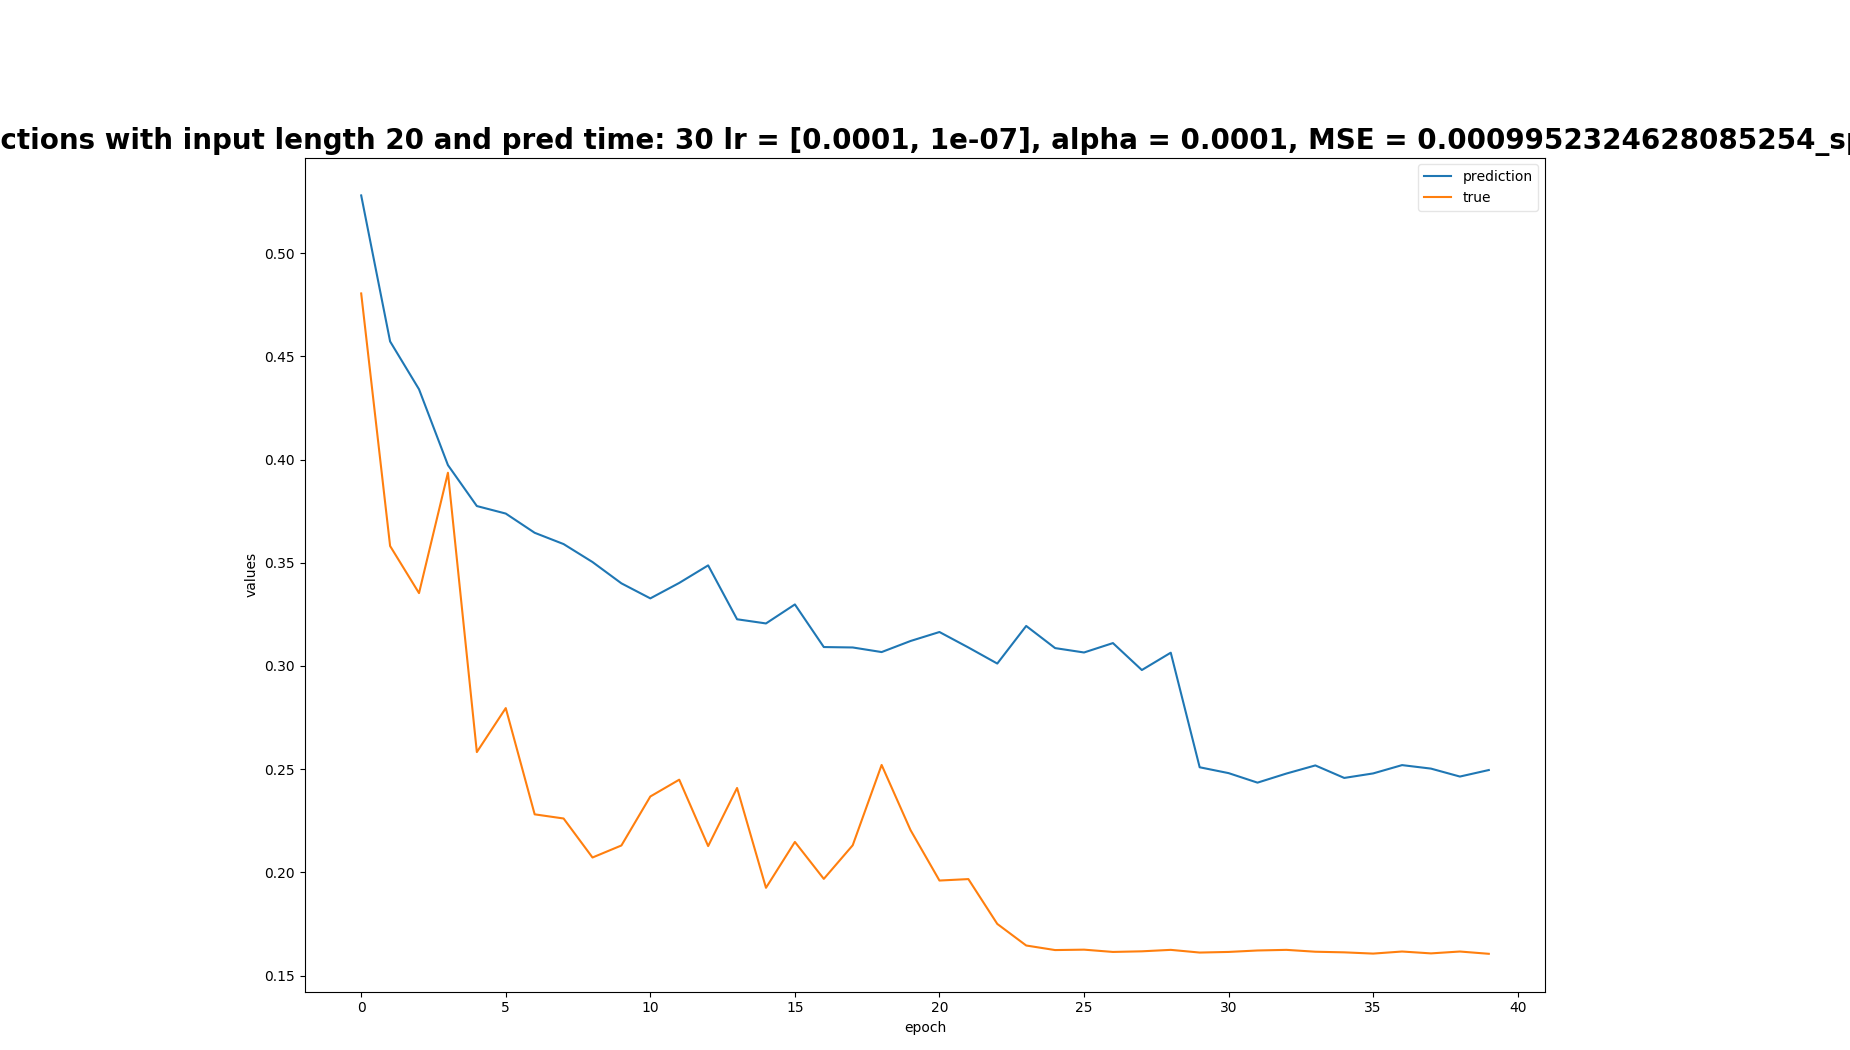 ctions with input length 20 and pred time: 30 lr = [0.0001, 1e-07], alpha = 0.0001, MSE = 0.0009952324628085254_sp
prediction
true
0.50
0.45
0.40
0.35
0.30
0.25
0.20
0.15
values
0 5 10 15 20 25 30 35 40
epoch